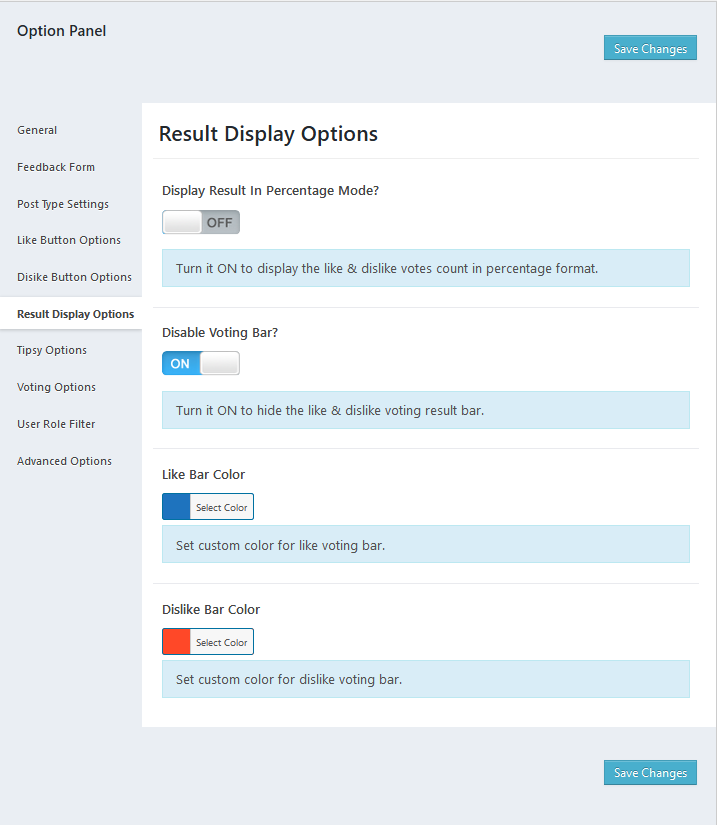 Option Panel
Save Changes
General
Feedback Form
Post Type Settings
Like Button Options
Disike Button Options
Result Display Options
Tipsy Options
Voting Options
User Role Filter
Advanced Options
Result Display Options
Display Result In Percentage Mode?
OFF
Turn it ON to display the like & dislike votes count in percentage format.
Disable Voting Bar?
ON
Turn it ON to hide the like & dislike voting result bar.
Like Bar Color
Select Color
Set custom color for like voting bar.
Dislike Bar Color
Select Color
Set custom color for dislike voting bar.
Save Changes